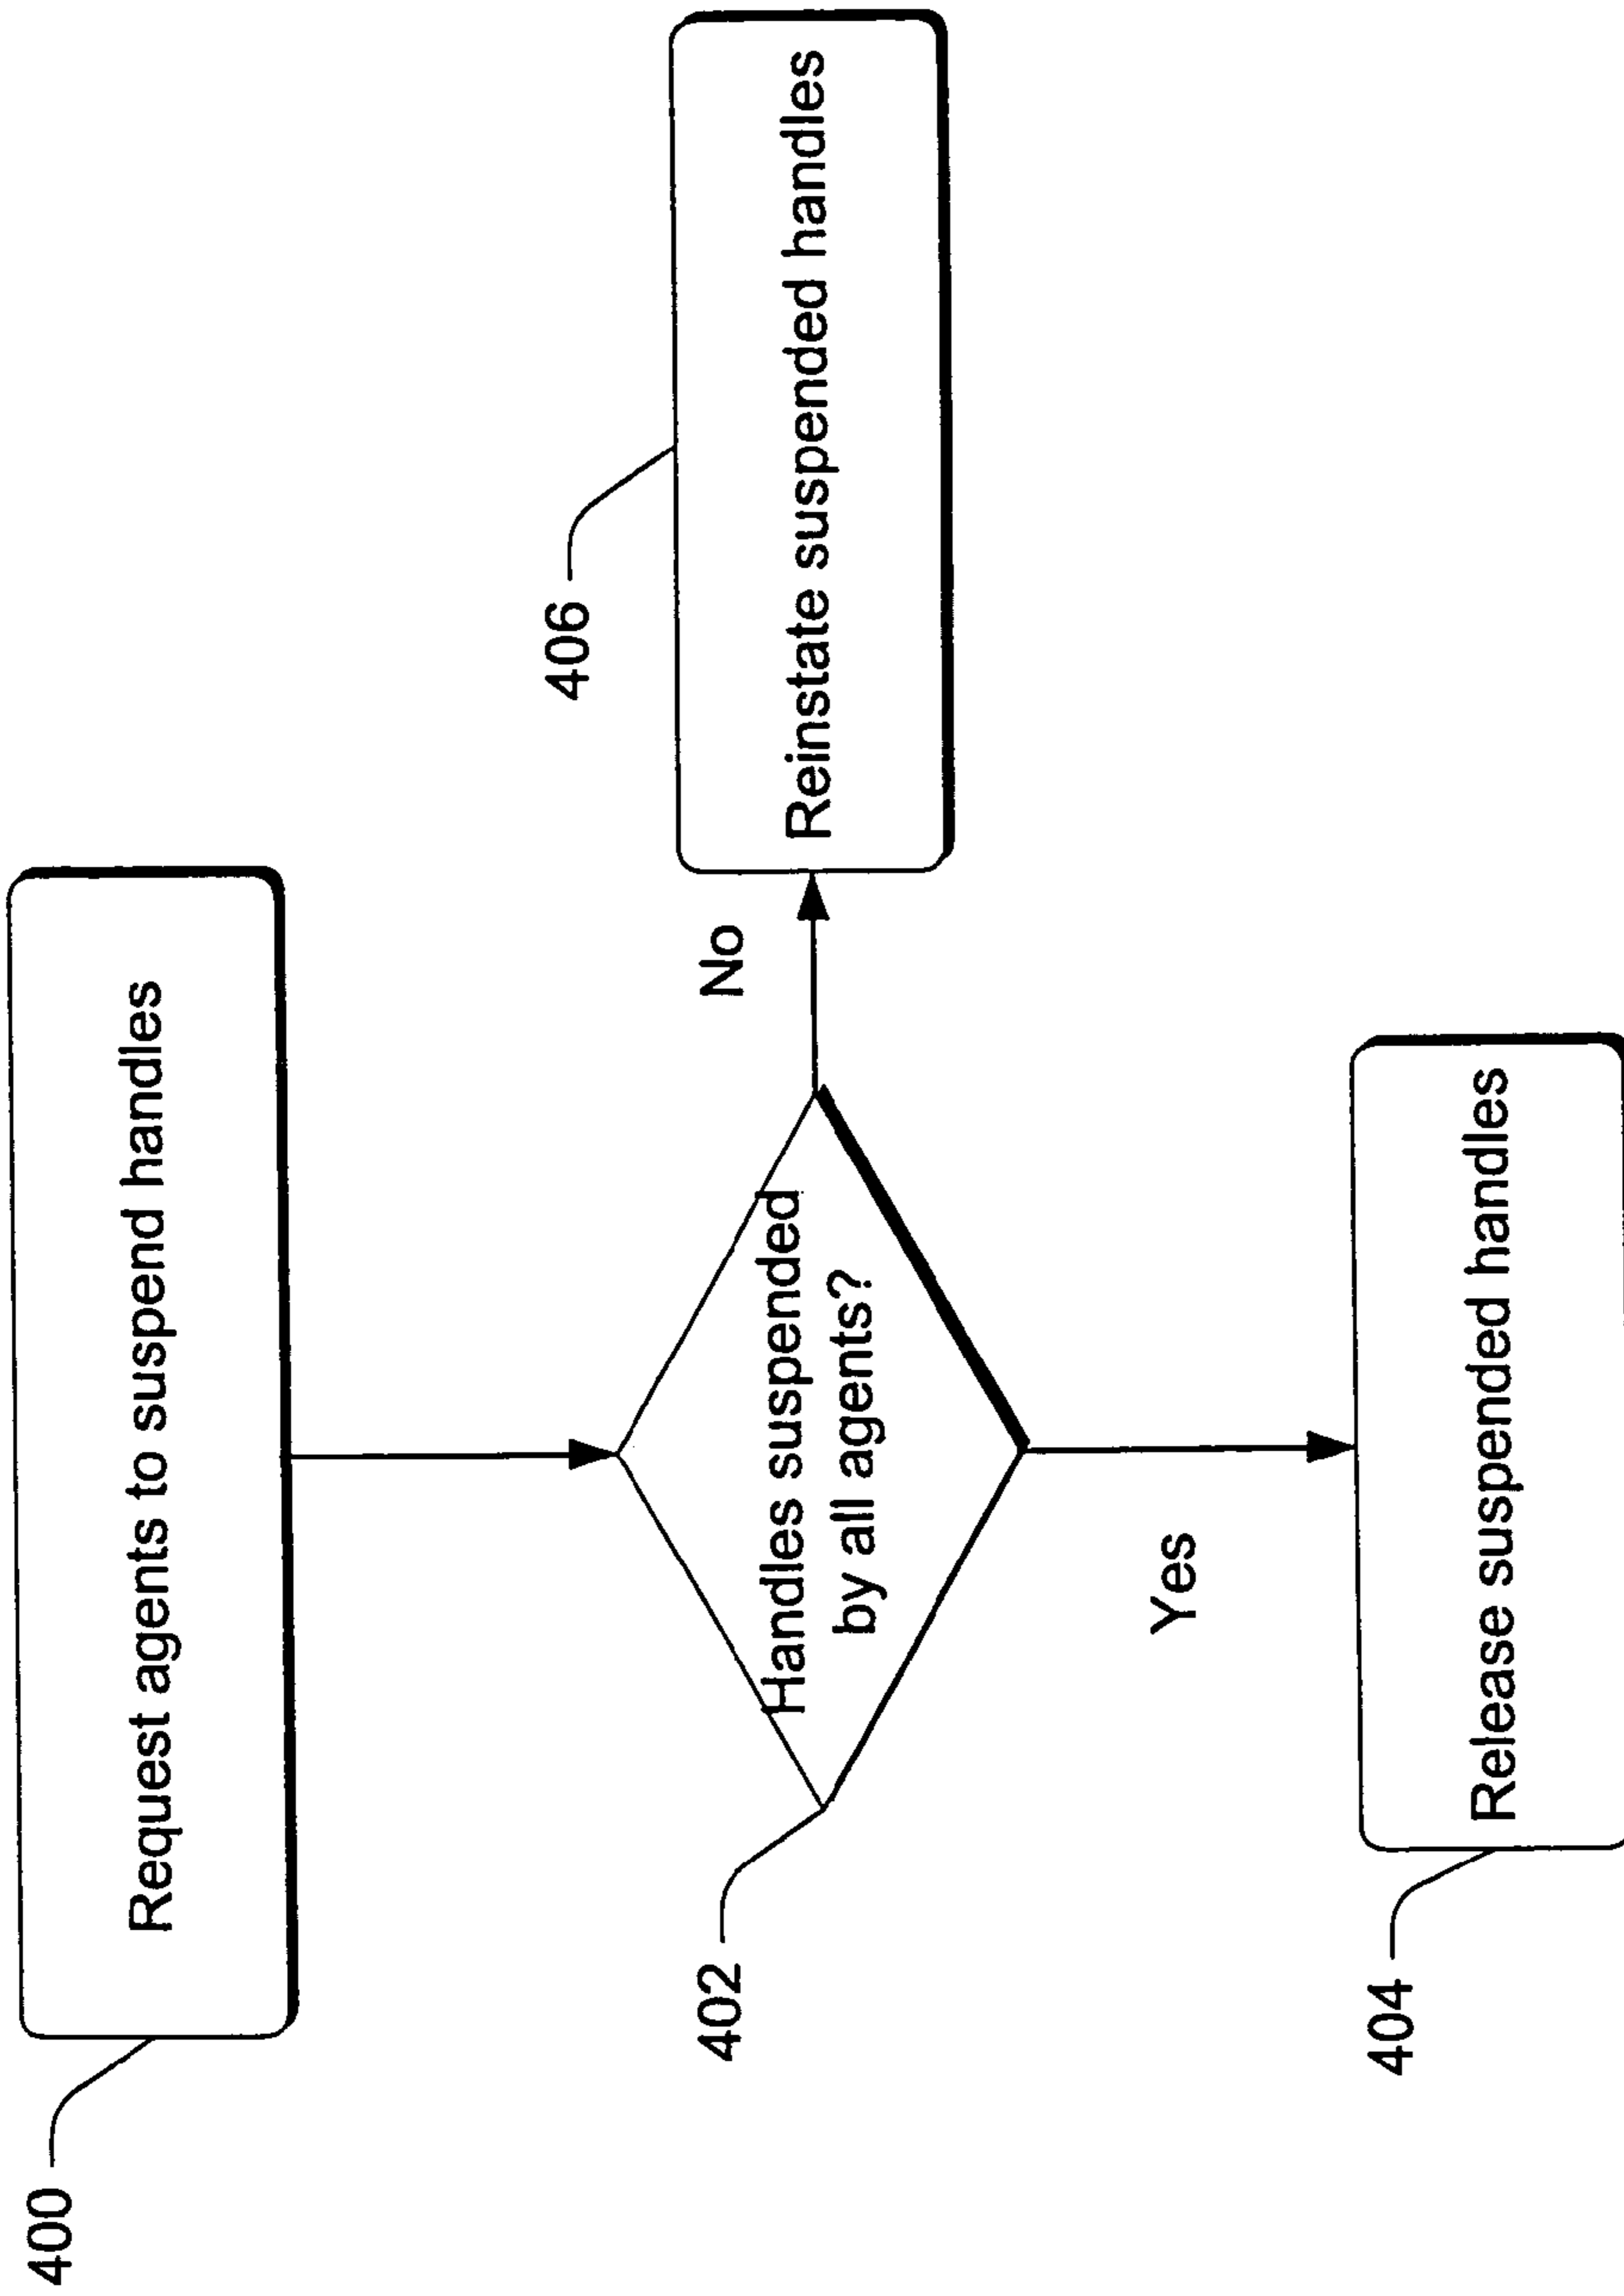 400
Request agents to suspend handles
402
Handles suspended
by all agents?
No
406
Reinstate suspended handles
Yes
404
Release suspended handles